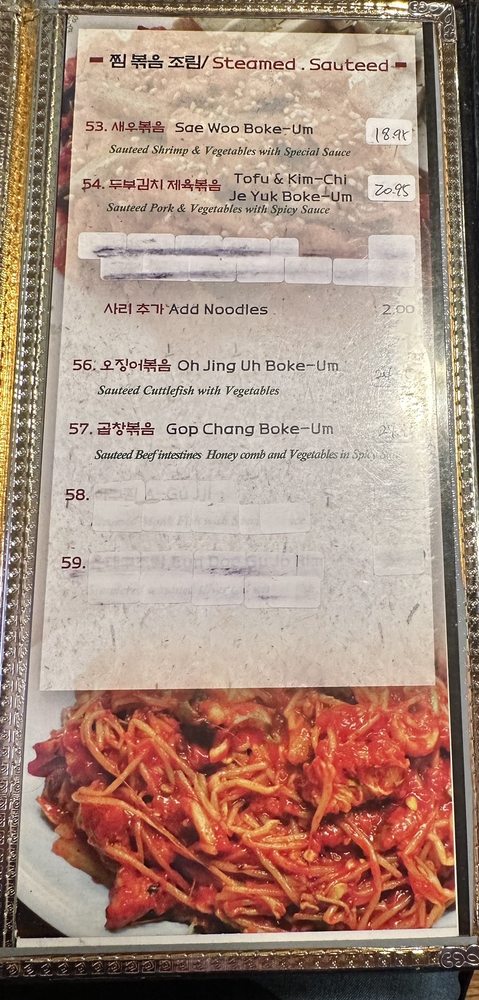 찜 볶음 조림/ Steamed . Sauteed
53. 새우볶음 Sae Woo Boke-Um 18.95
Sauteed Shrimp & Vegetables with Special Sauce
54. 두부김치 제육볶음 Tofu & Kim-Chi
Je Yuk Boke-Um 20.95
Sauteed Pork & Vegetables with Spicy Sauce
사리 추가 Add Noodles 2.00
56. 오징어볶음 Oh Jing Uh Boke-Um
Sauteed Cuttlefish with Vegetables
57. 곱창볶음 Gop Chang Boke-Um
Sauteed Beef intestines Honey comb and Vegetables in Spicy
58.
59.